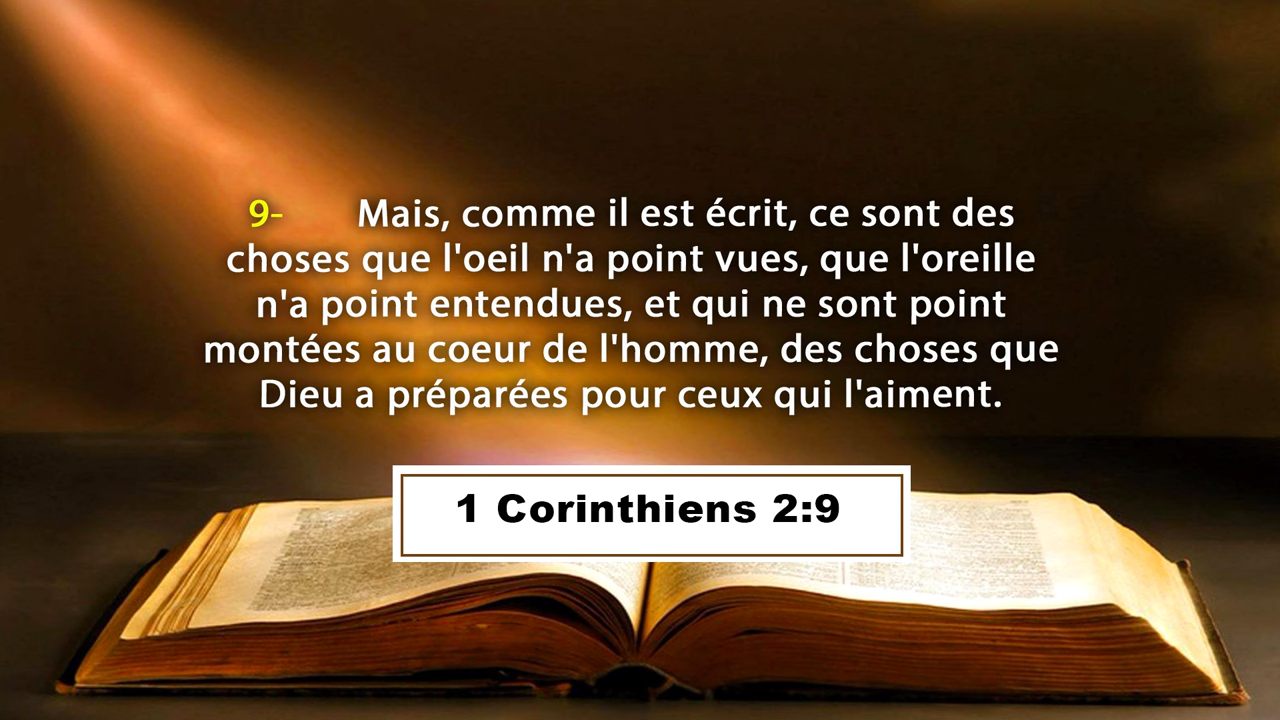 9- Mais, comme il est écrit, ce sont des
choses que l'oeil n'a point vues, que l'oreille
n'a point entendues, et qui ne sont point
montées au coeur de l'homme, des choses que
Dieu a préparées pour ceux qui l'aiment.
1 Corinthiens 2:9